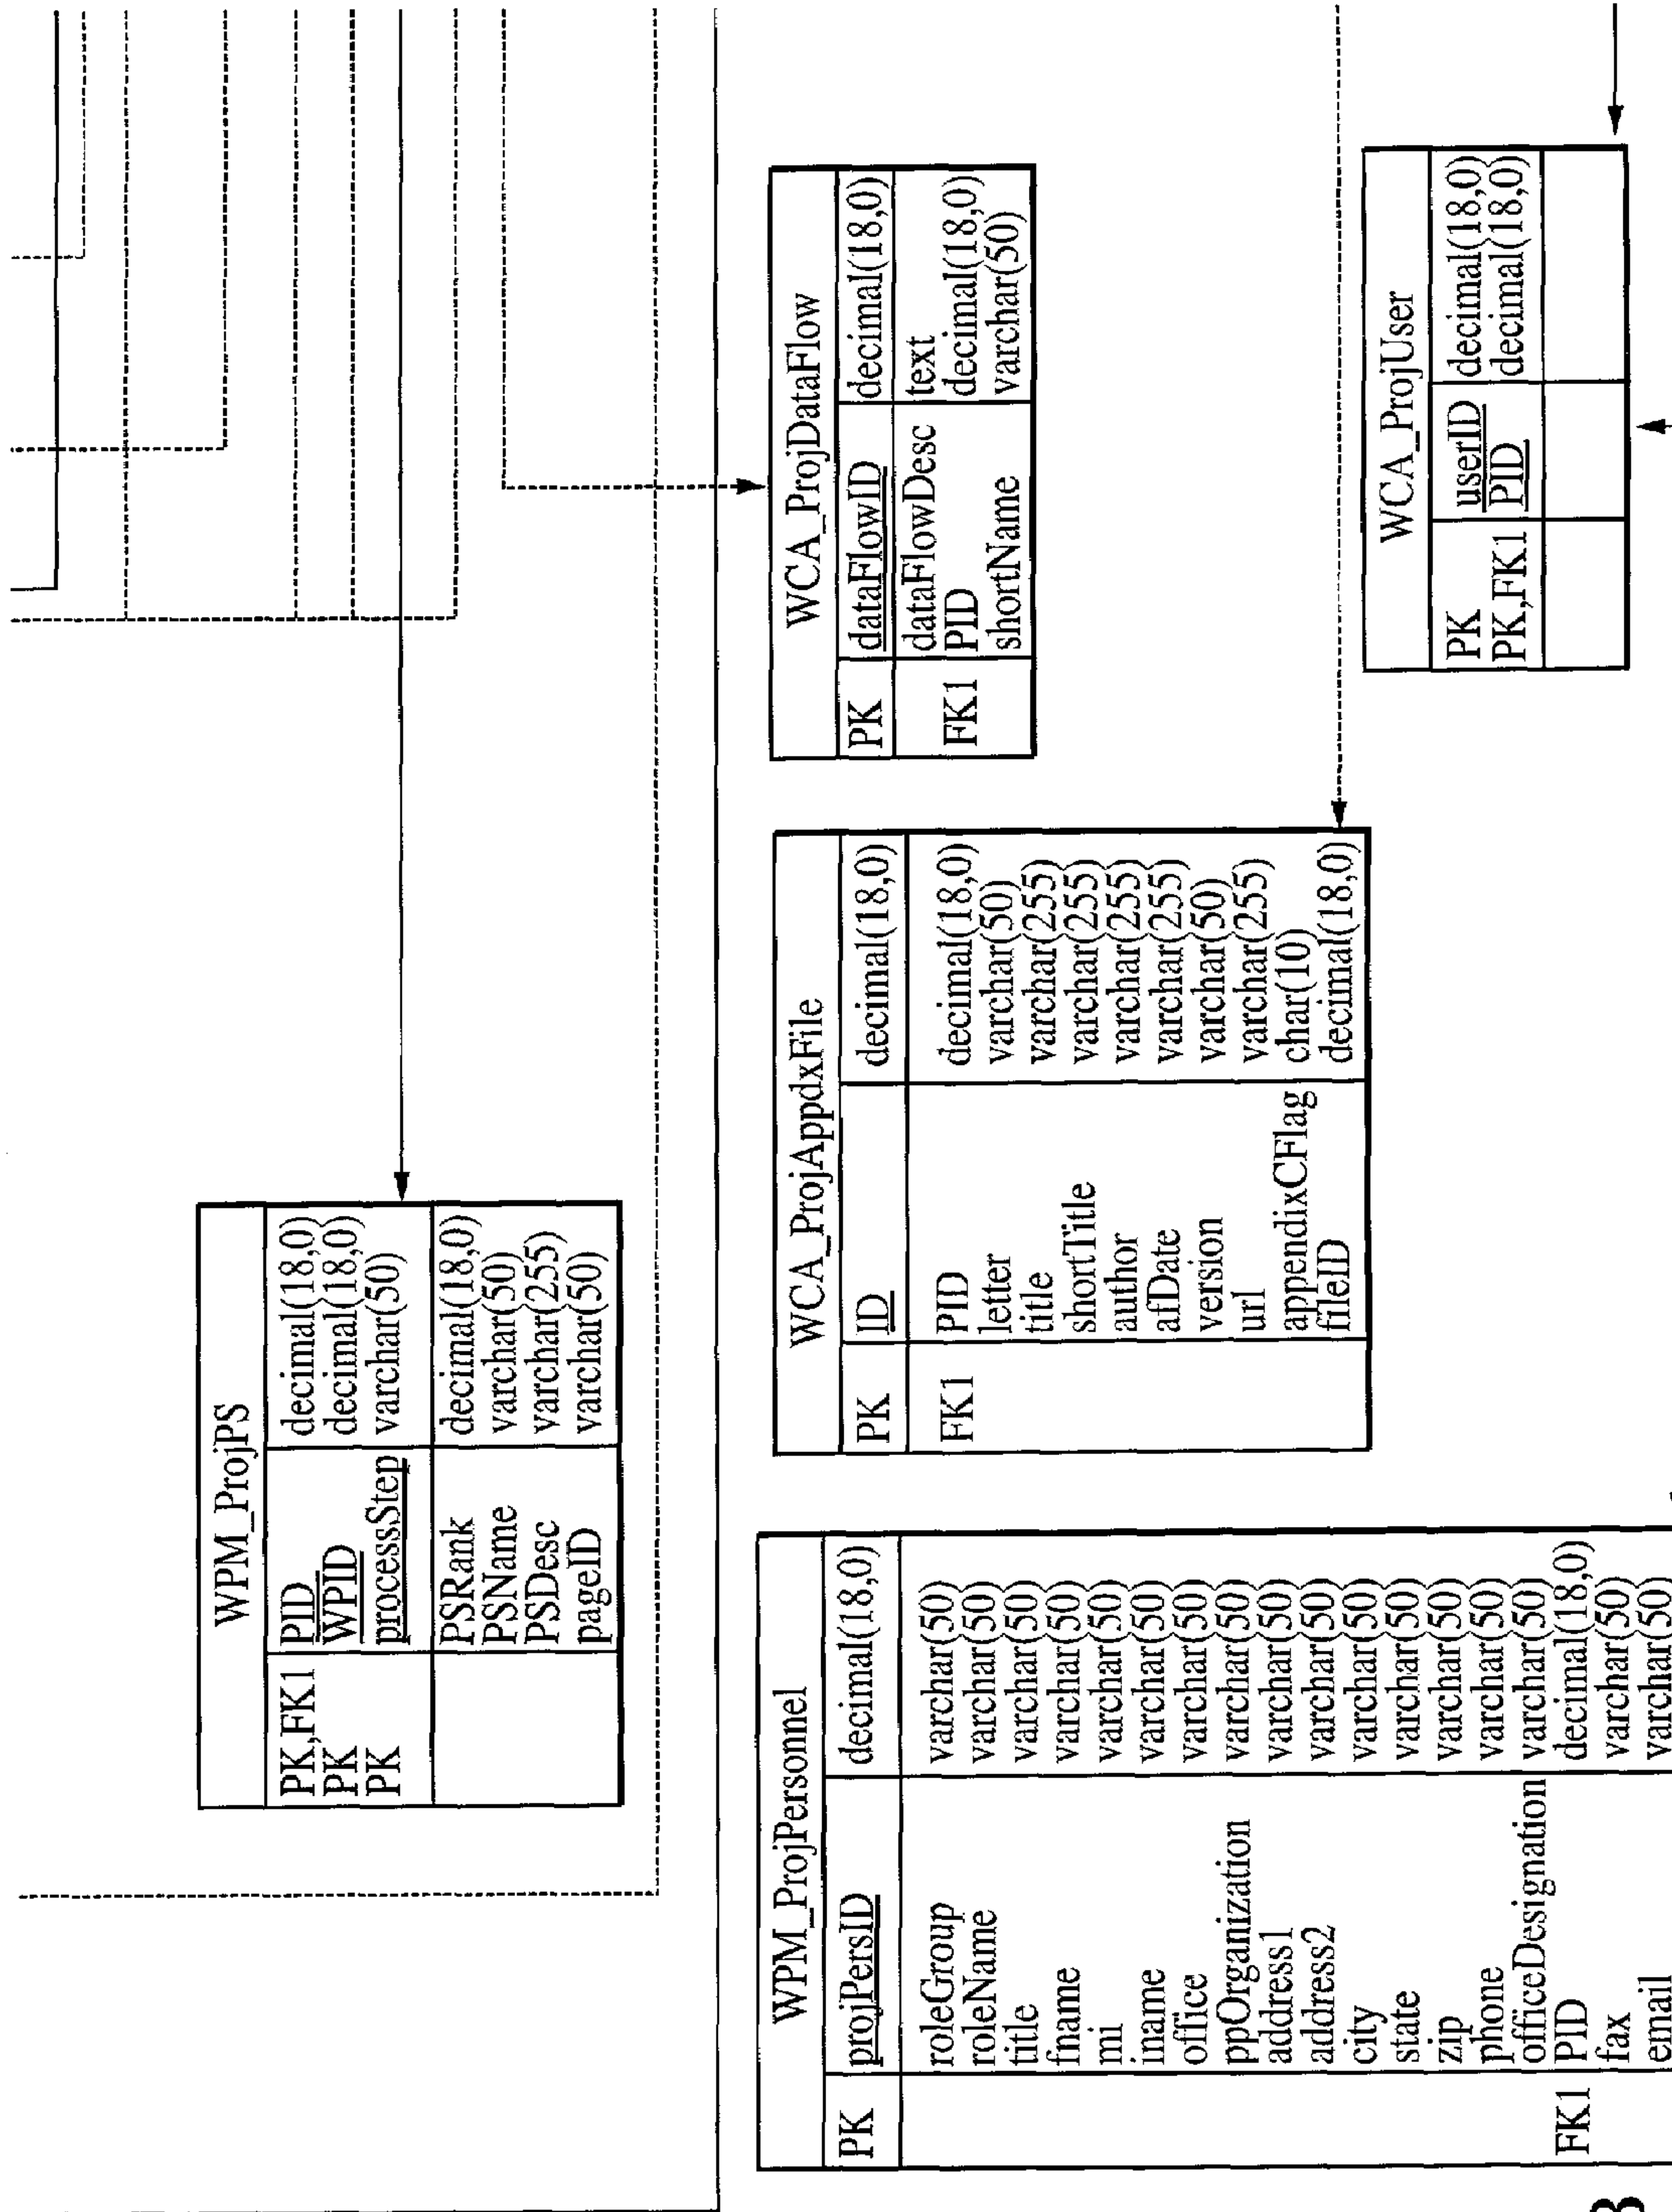 WPM_ProjPS
PK,FK1 PID decimal(18,0)
PK WPID decimal(18,0)
PK processStep varchar(50)
PSRank decimal(18,0)
PSName varchar(50)
PSDesc varchar(255)
pageID varchar(50)
WPM_ProjPersonnel
PK projPersID decimal(18,0)
roleGroup varchar(50)
roleName varchar(50)
title varchar(50)
fname varchar(50)
mi varchar(50)
iname varchar(50)
office varchar(50)
ppOrganization varchar(50)
address1 varchar(50)
address2 varchar(50)
city varchar(50)
state varchar(50)
zip varchar(50)
phone varchar(50)
officeDesignation varchar(50)
FK1 PID decimal(18,0)
fax varchar(50)
email varchar(50)
WCA_ProjAppdxFile
PK ID decimal(18,0)
FK1 PID decimal(18,0)
letter varchar(50)
title varchar(255)
shortTitle varchar(255)
author varchar(255)
afDate varchar(255)
version varchar(50)
url varchar(255)
appendixCFlag char(10)
fileID decimal(18,0)
WCA_ProjDataFlow
PK dataFlowID decimal(18,0)
dataFlowDesc text
FK1 PID decimal(18,0)
shortName varchar(50)
WCA_ProjUser
PK userID decimal(18,0)
PK,FK1 PID decimal(18,0)